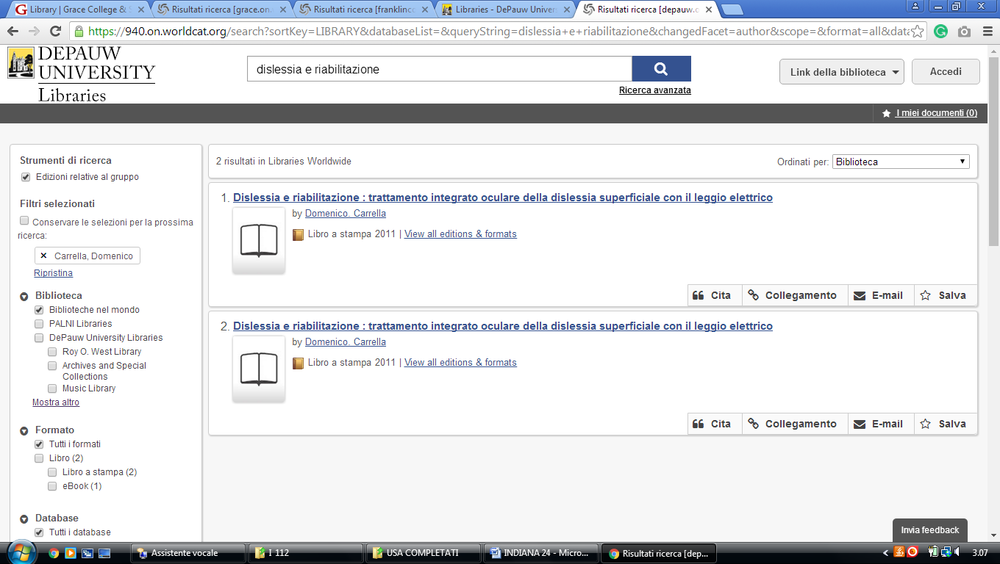 Library | Grace College & S
Risultati ricerca [grace.on.
Risultati ricerca [franklinco
Libraries - DePauw Univer
Risultati ricerca [depauw.o
https://940.on.worldcat.org/search?sortKey=LIBRARY&databaseList=&queryString=dislessia+e+riabilitazione&changedFacet=author&scope=&format=all&data
DEPAUW
UNIVERSITY
Libraries
dislessia e riabilitazione
Ricerca avanzata
Link della biblioteca
Accedi
I miei documenti (0)
Strumenti di ricerca
Edizioni relative al gruppo
Filtri selezionati
Conservare le selezioni per la prossima
ricerca:
Carrella, Domenico
Ripristina
Biblioteca
Biblioteche nel mondo
PALNI Libraries
DePauw University Libraries
Roy O. West Library
Archives and Special
Collections
Music Library
Mostra altro
Formato
Tutti i formati
Libro (2)
Libro a stampa (2)
eBook (1)
Database
Tutti i database
2 risultati in Libraries Worldwide
Ordinati per: Biblioteca
1. Dislessia e riabilitazione : trattamento integrato oculare della dislessia superficiale con il leggio elettrico
by Domenico. Carrella
Libro a stampa 2011 | View all editions & formats
Cita Collegamento E-mail Salva
2. Dislessia e riabilitazione : trattamento integrato oculare della dislessia superficiale con il leggio elettrico
by Domenico. Carrella
Libro a stampa 2011 | View all editions & formats
Cita Collegamento E-mail Salva
Invia feedback
Assistente vocale
I 112
USA COMPLETATI
INDIANA 24 - Micro...
Risultati ricerca [dep...
3.07